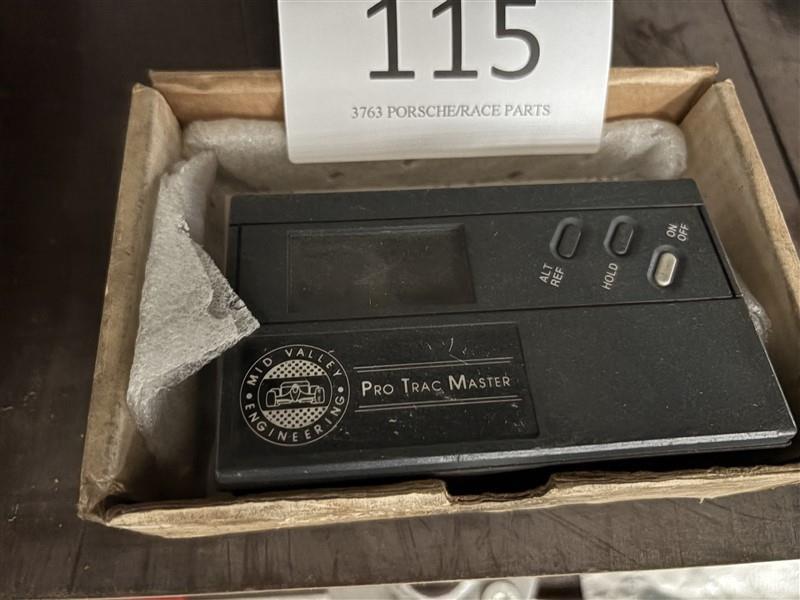 115
3763 PORSCHE/RACE PARTS
ALT
REF
HOLD
ON
OFF
MID VALLEY
• ENGINEERING •
PRO TRAC MASTER